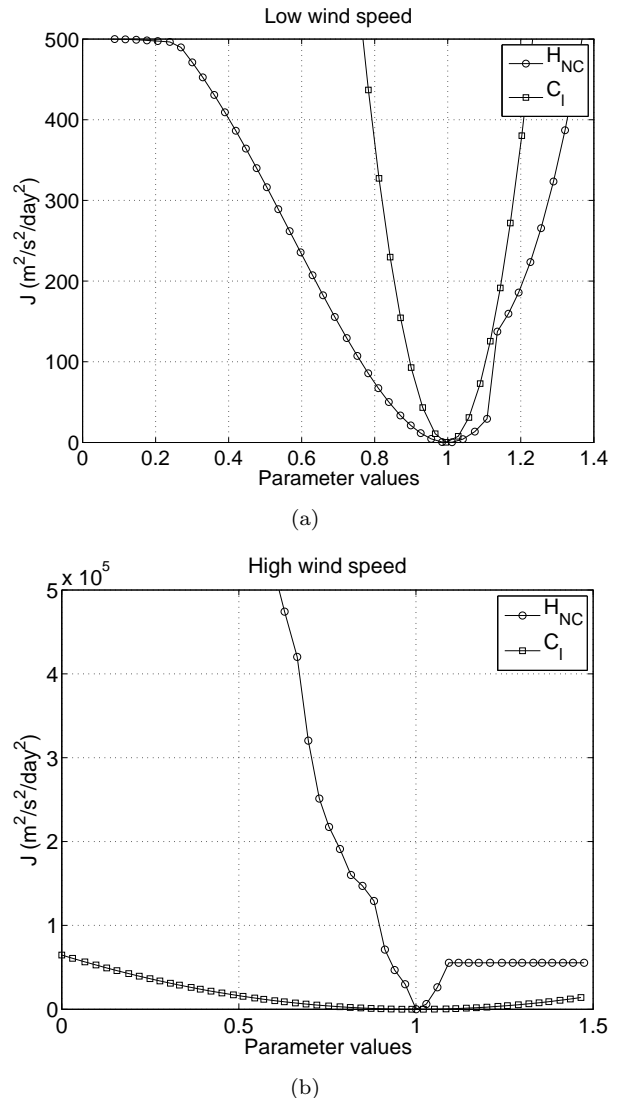 Low wind speed
500
400
300
200
100
0
J (m²/s²/day²)
H_NC
C_I
0 0.2 0.4 0.6 0.8 1 1.2 1.4
Parameter values
(a)
High wind speed
x 10⁵
5
4
3
2
1
0
J (m²/s²/day²)
H_NC
C_I
0 0.5 1 1.5
Parameter values
(b)